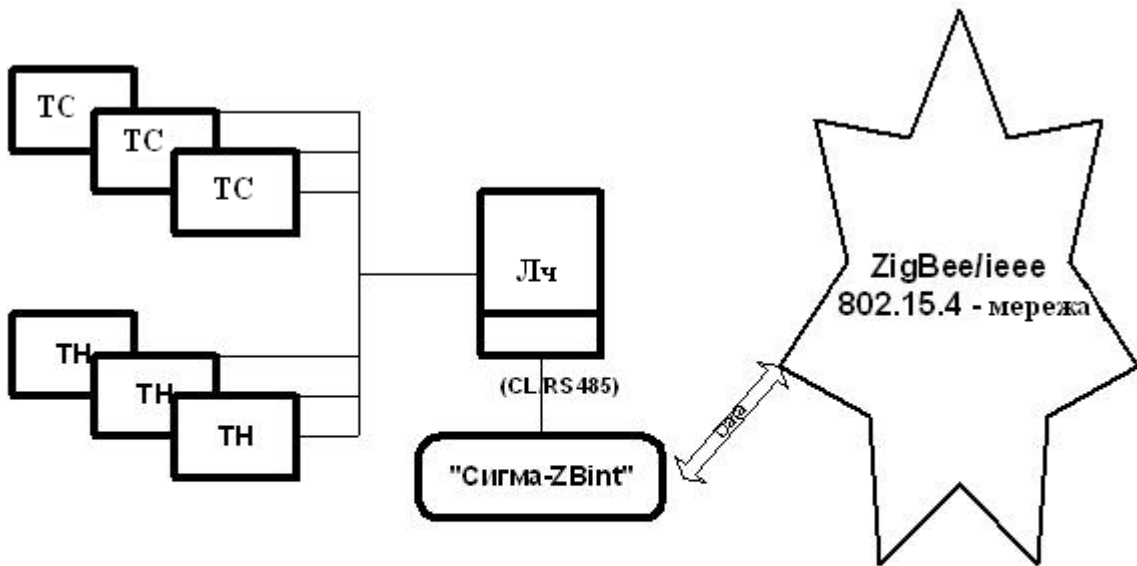 ТС
ТС
ТС
Лч
ZigBee/ieee
802.15.4 - мережа
ТН
ТН
ТН
(CL/RS485)
Data
"Сигма-ZBint"